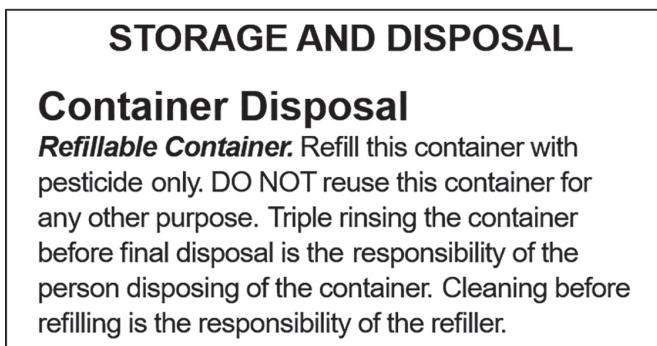 STORAGE AND DISPOSAL
Container Disposal
Refillable Container. Refill this container with
pesticide only. DO NOT reuse this container for
any other purpose. Triple rinsing the container
before final disposal is the responsibility of the
person disposing of the container. Cleaning before
refilling is the responsibility of the refiller.